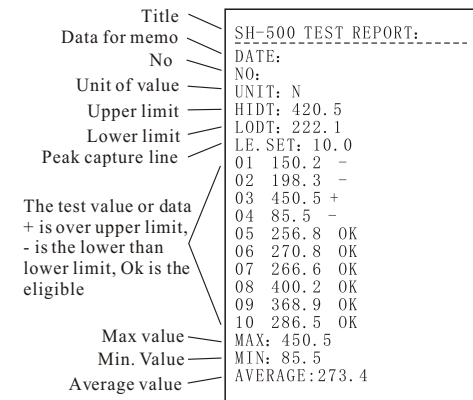 Title
Data for memo
No
Unit of value
Upper limit
Lower limit
Peak capture line
The test value or data
+ is over upper limit,
- is the lower than
lower limit, Ok is the
eligible
Max value
Min. Value
Average value
SH-500 TEST REPORT:
DATE:
NO:
UNIT: N
HIDT: 420.5
LODT: 222.1
LE.SET: 10.0
01 150.2 -
02 198.3 -
03 450.5 +
04 85.5 -
05 256.8 OK
06 270.8 OK
07 266.6 OK
08 400.2 OK
09 368.9 OK
10 286.5 OK
MAX: 450.5
MIN: 85.5
AVERAGE:273.4